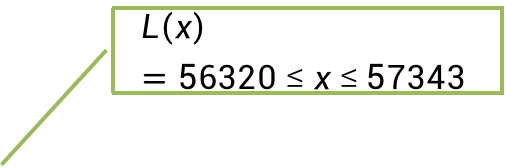 L(x)
= 56320 ≤ x ≤ 57343